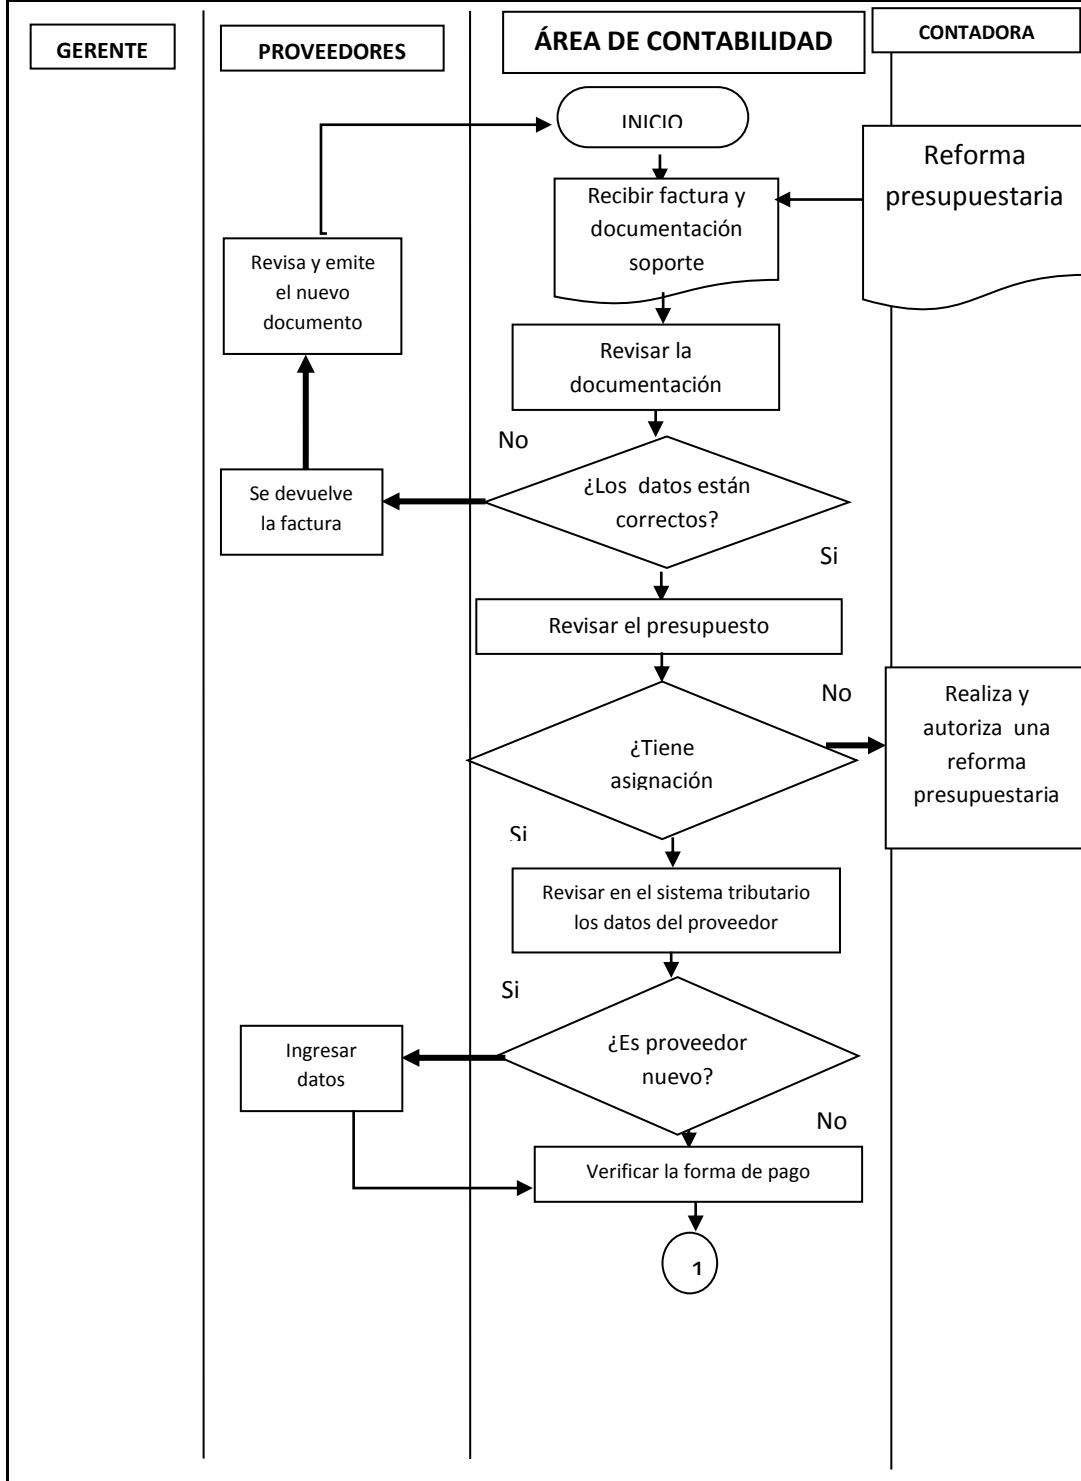 GERENTE
PROVEEDORES
ÁREA DE CONTABILIDAD
CONTADORA
INICIO
Reforma
presupuestaria
Recibir factura y
documentación
soporte
Revisa y emite
el nuevo
documento
Revisar la
documentación
No
¿Los datos están
correctos?
Se devuelve
la factura
Si
Revisar el presupuesto
No
Realiza y
autoriza una
reforma
presupuestaria
¿Tiene
asignación
Si
Revisar en el sistema tributario
los datos del proveedor
Si
¿Es proveedor
nuevo?
Ingresar
datos
No
Verificar la forma de pago
1